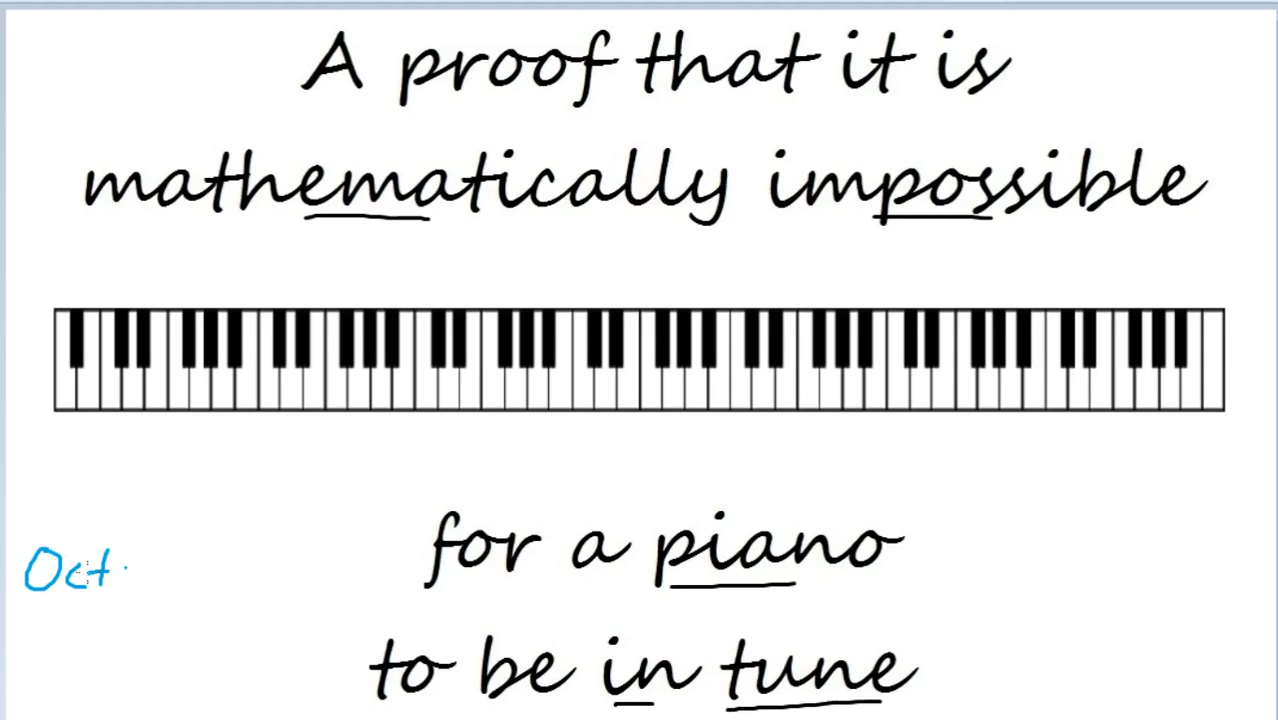 A proof that it is
mathematically impossible
for a piano
Oct
to be in tune